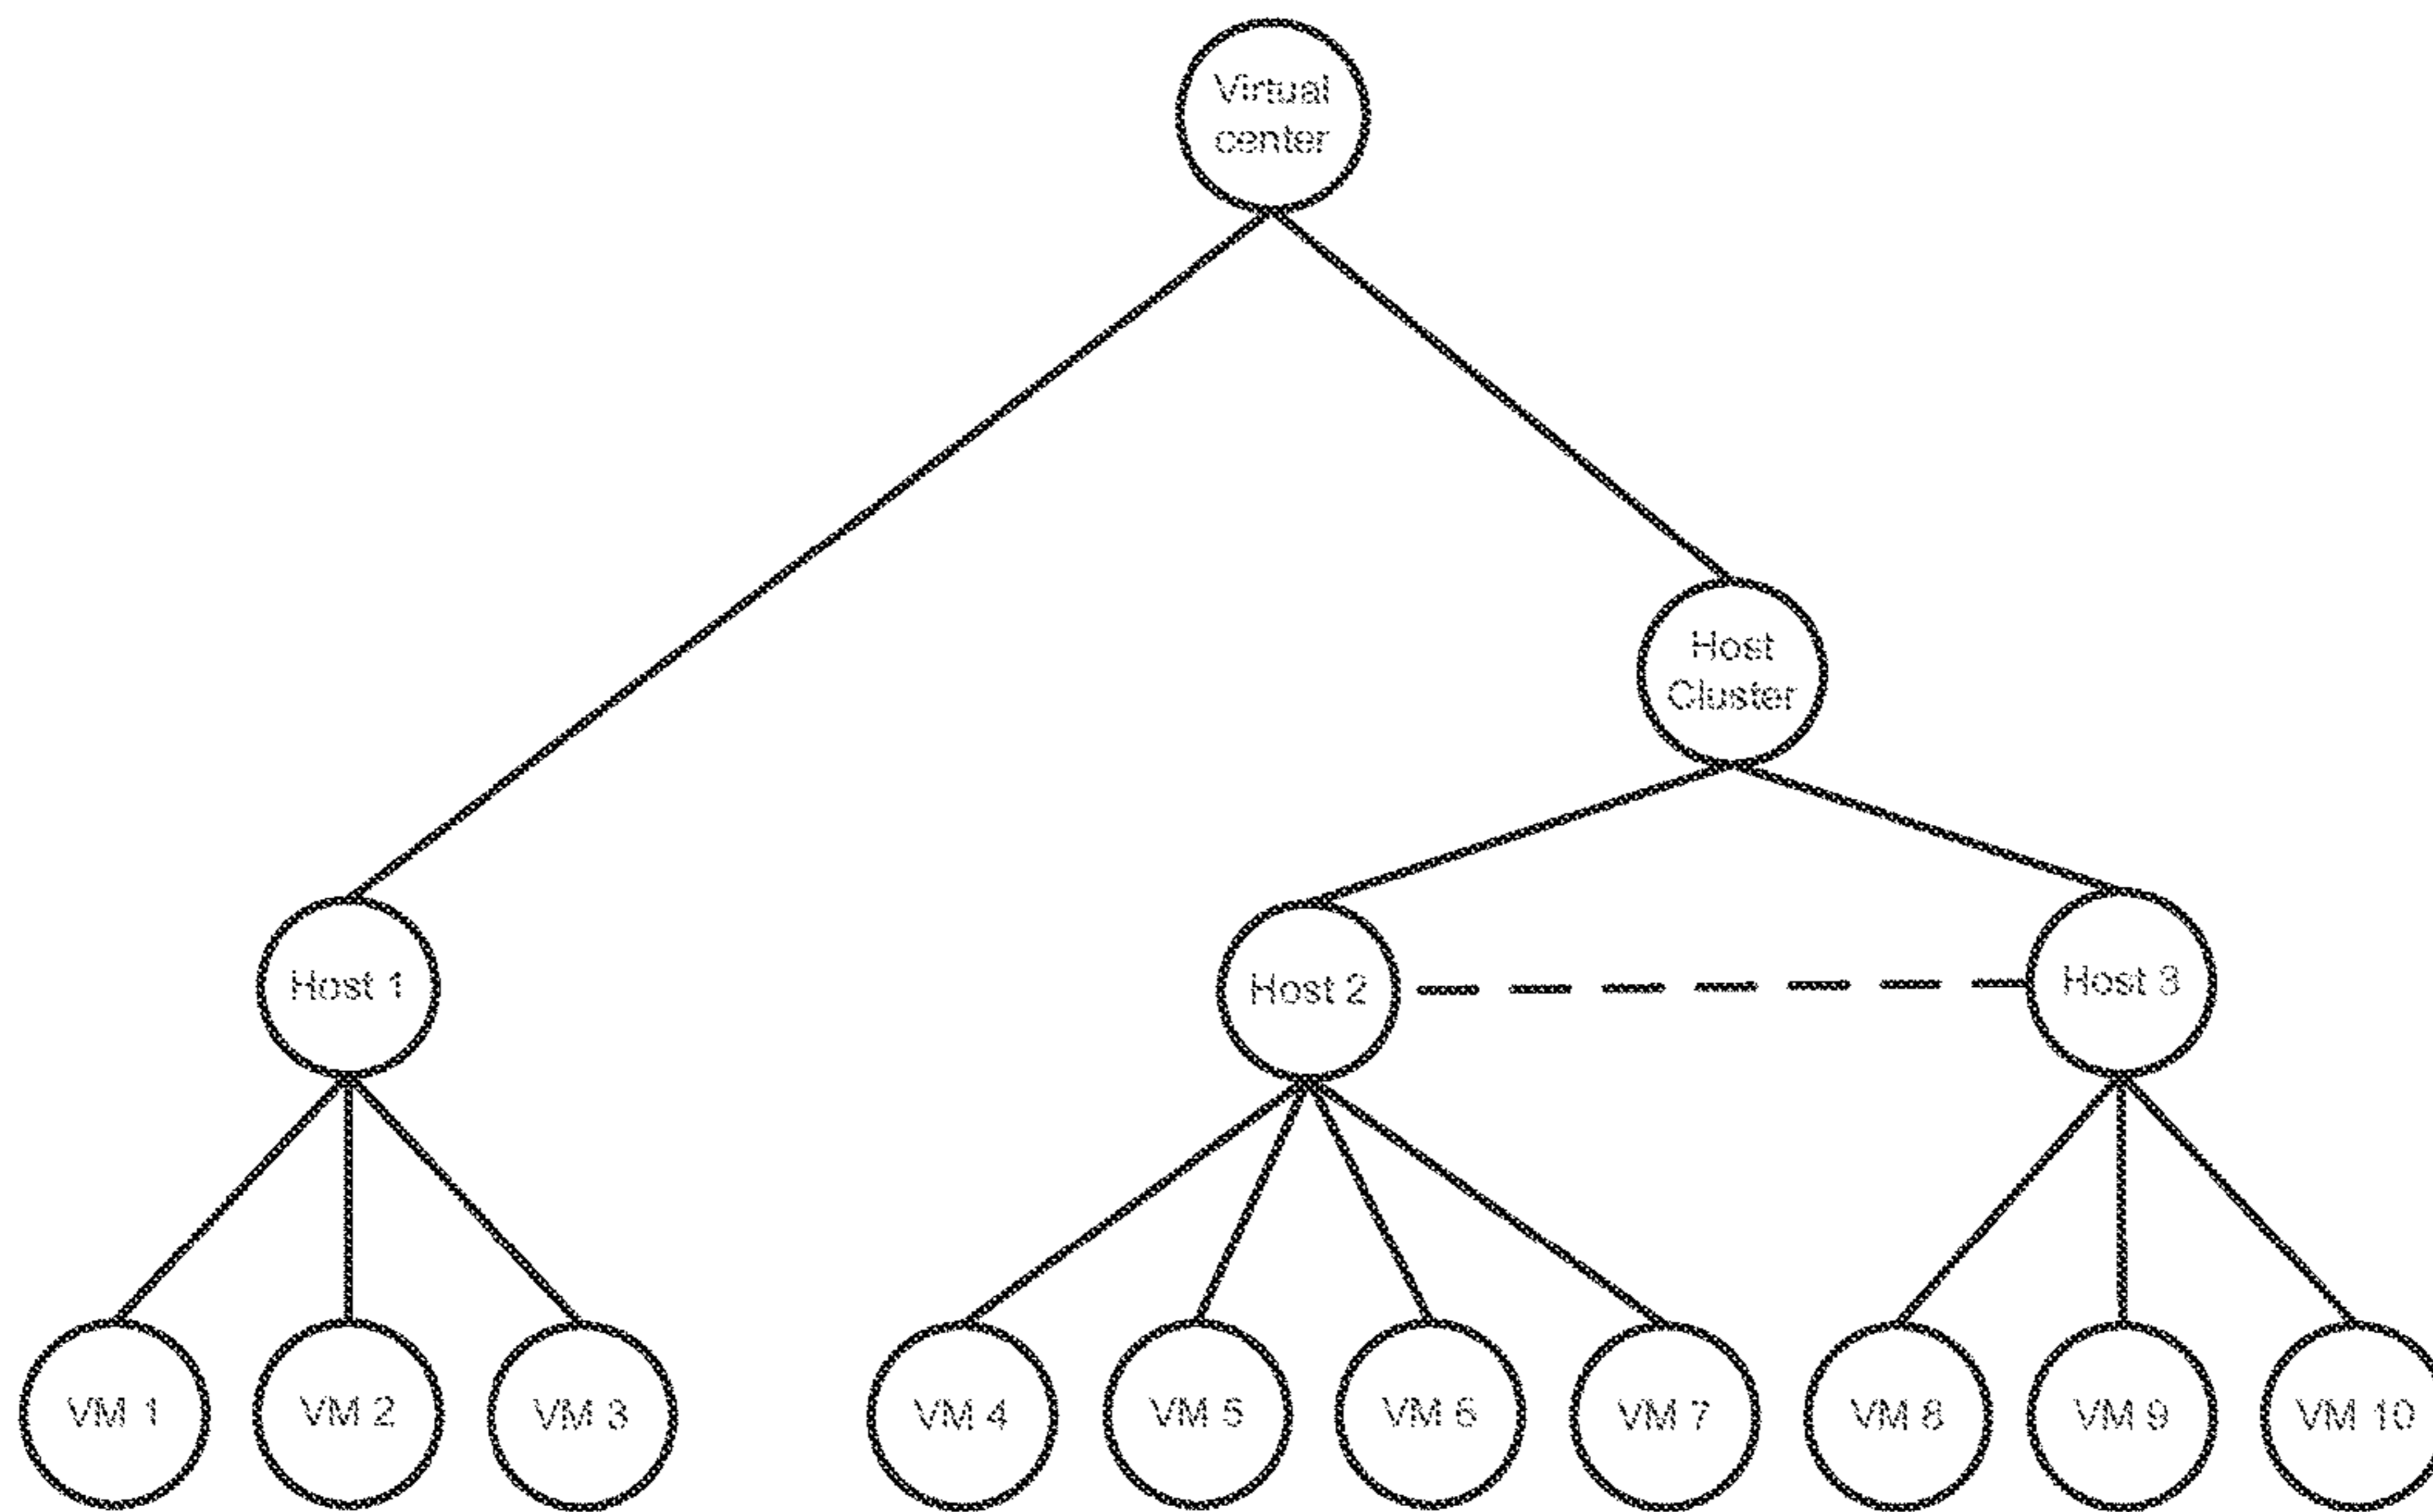 Virtual
center
Host
Cluster
Host 1
Host 2
Host 3
VM 1
VM 2
VM 3
VM 4
VM 5
VM 6
VM 7
VM 8
VM 9
VM 10